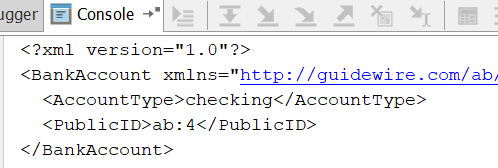 ugger Console
<?xml version="1.0"?>
<BankAccount xmlns="http://guidewire.com/ab/
<AccountType>checking</AccountType>
<PublicID>ab:4</PublicID>
</BankAccount>